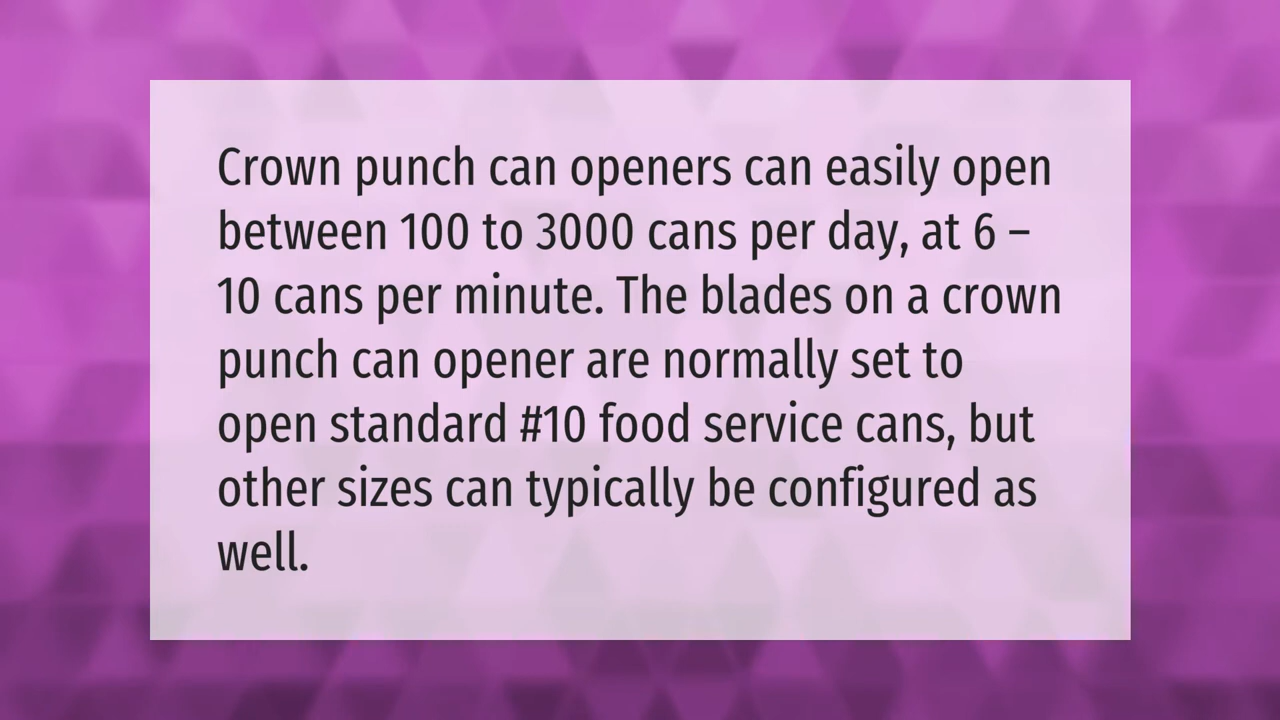 Crown punch can openers can easily open
between 100 to 3000 cans per day, at 6 –
10 cans per minute. The blades on a crown
punch can opener are normally set to
open standard #10 food service cans, but
other sizes can typically be configured as
well.